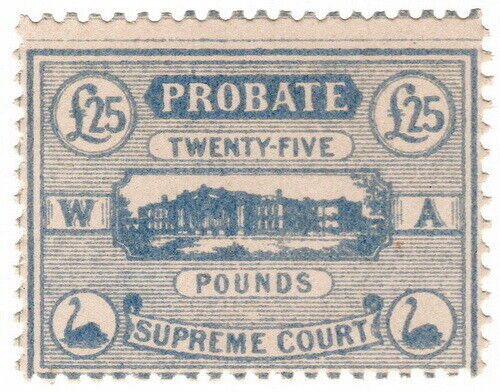 £25 PROBATE £25
TWENTY-FIVE
W A
POUNDS
SUPREME COURT